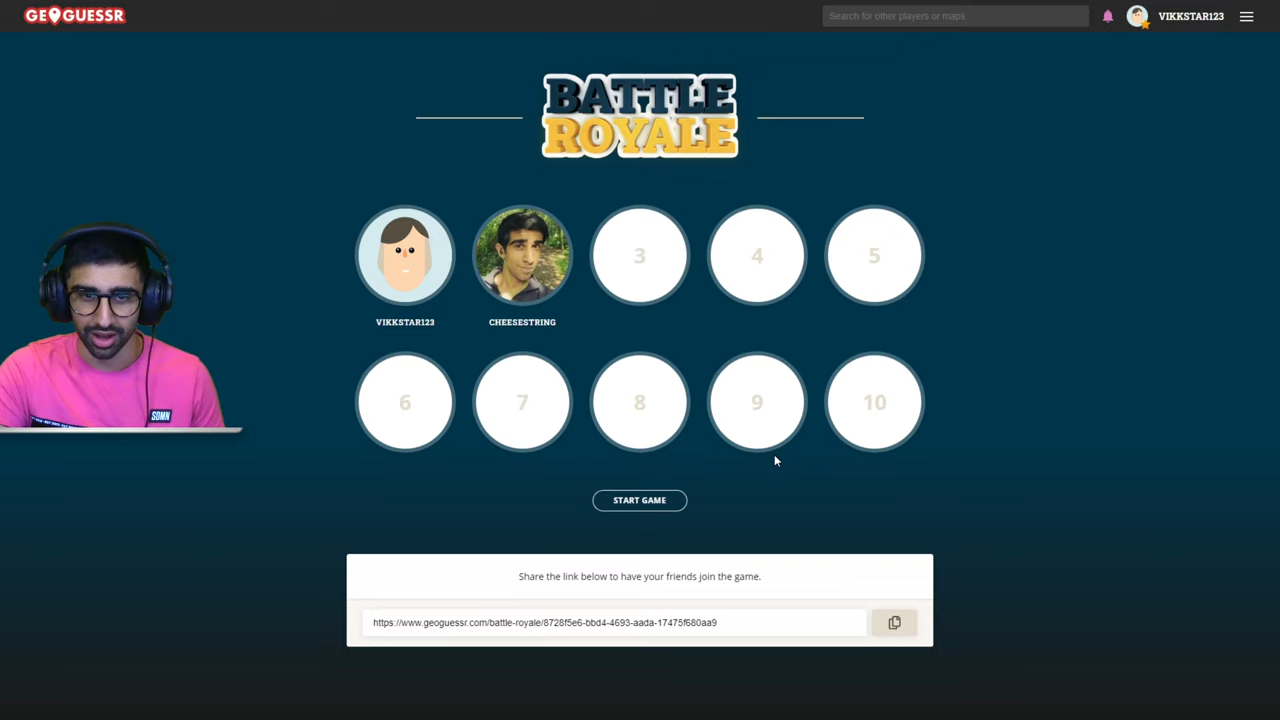 GEOGUESSR
Search for other players or maps
VIKKSTAR123
BATTLE
ROYALE
3
4
5
VIKKSTAR123
CHEESESTRING
6
7
8
9
10
SDMN
START GAME
Share the link below to have your friends join the game.
https://www.geoguessr.com/battle-royale/8728f5e6-bbd4-4693-aada-17475f680aa9